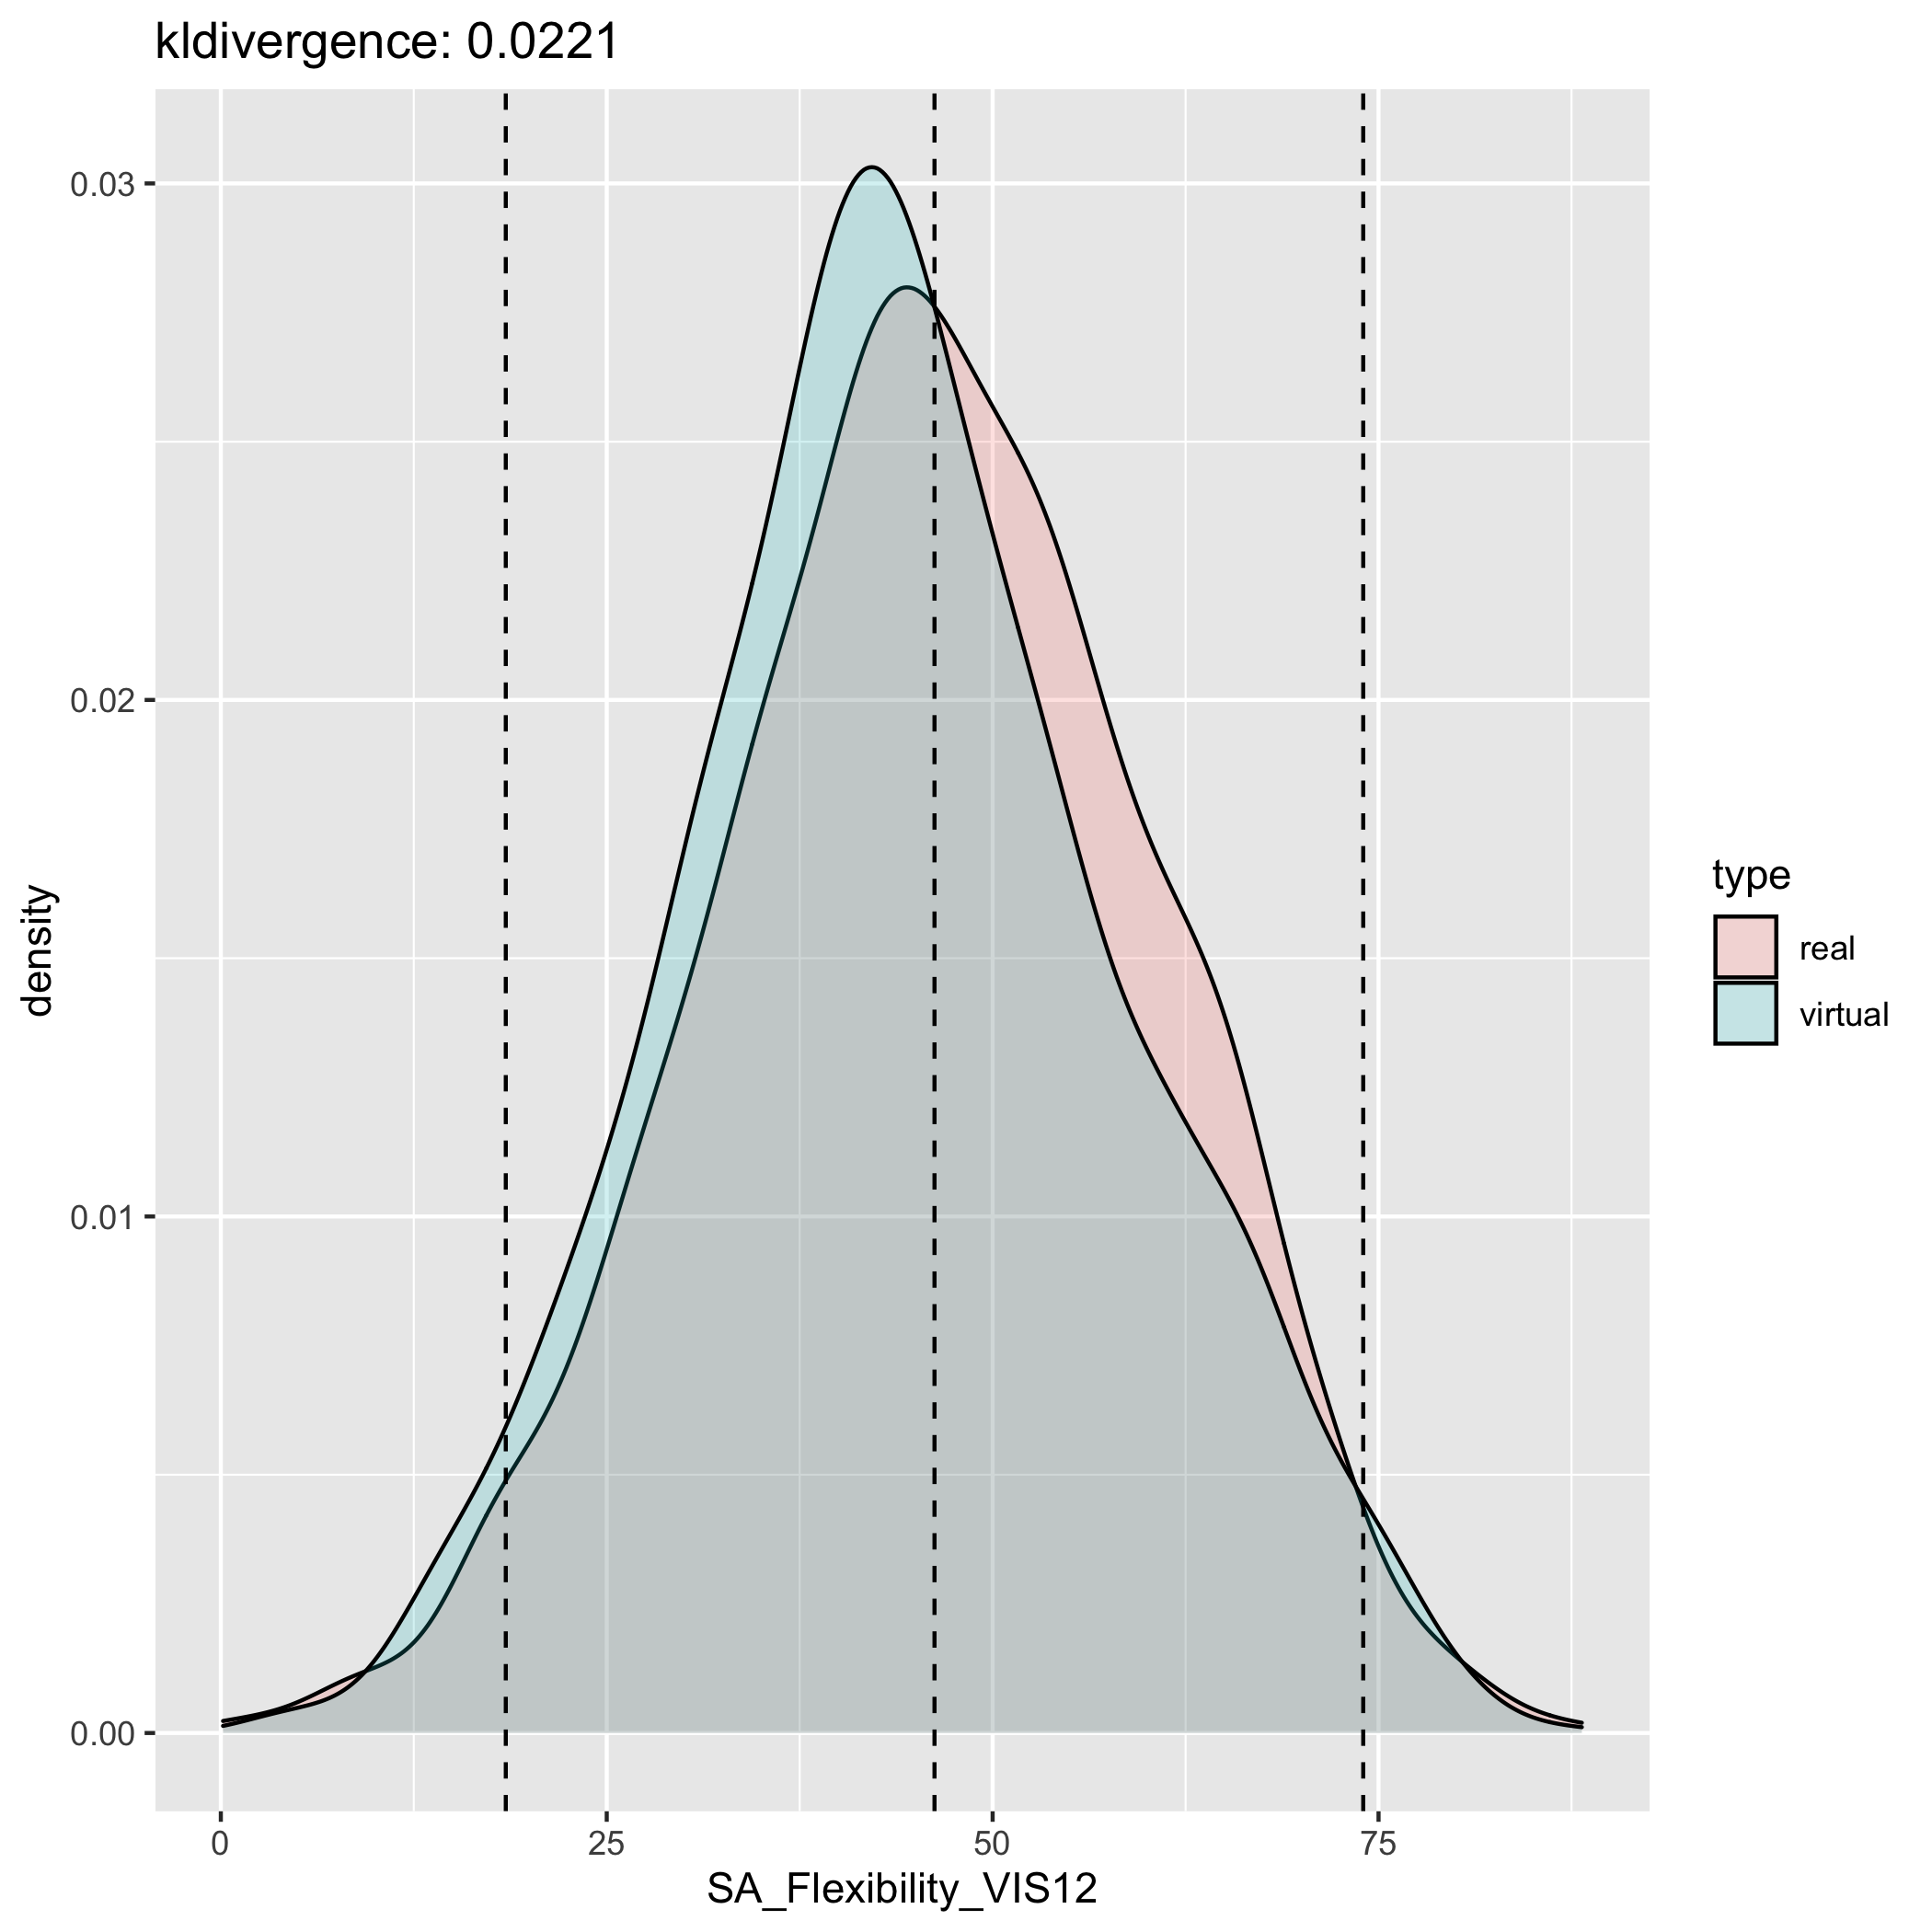 kldivergence: 0.0221
0.03
0.02
0.01
0.00
density
0 25 50 75
SA_Flexibility_VIS12
type
real
virtual